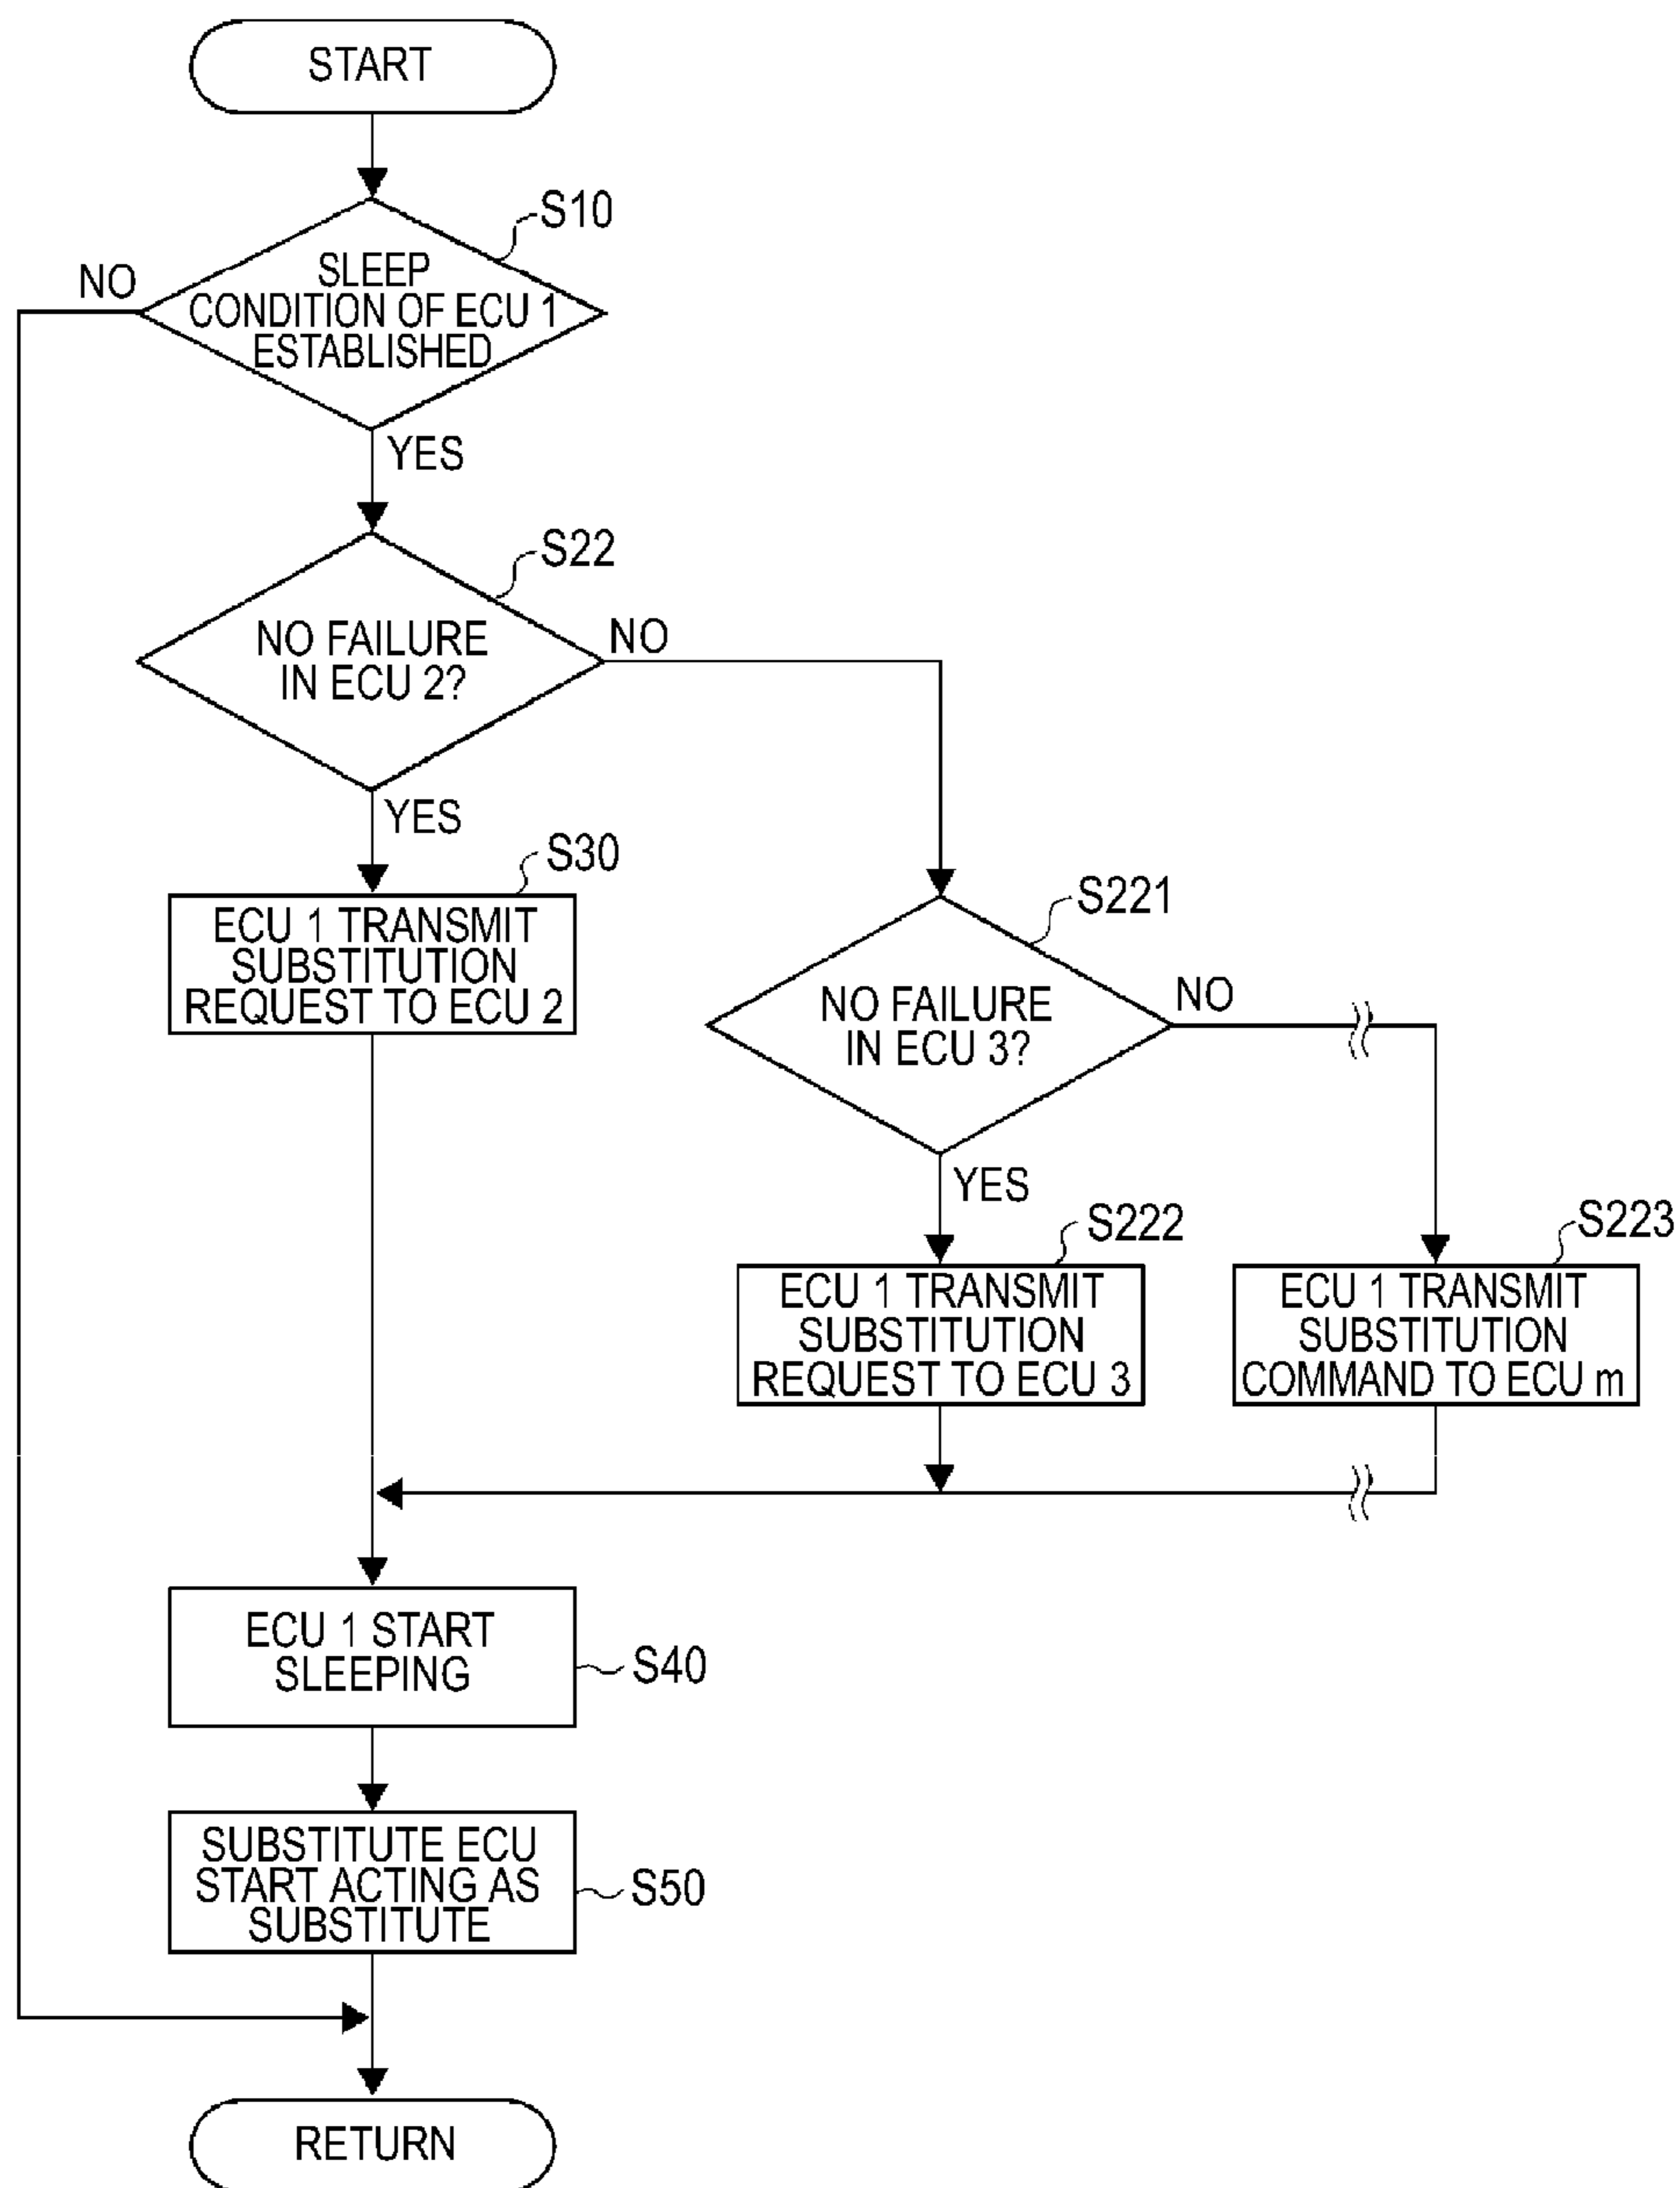 START
S10
NO
SLEEP
CONDITION OF ECU 1
ESTABLISHED
YES
S22
NO FAILURE
IN ECU 2?
NO
YES
S30
ECU 1 TRANSMIT
SUBSTITUTION
REQUEST TO ECU 2
S221
NO FAILURE
IN ECU 3?
NO
YES
S222
ECU 1 TRANSMIT
SUBSTITUTION
REQUEST TO ECU 3
S223
ECU 1 TRANSMIT
SUBSTITUTION
COMMAND TO ECU m
ECU 1 START
SLEEPING
S40
SUBSTITUTE ECU
START ACTING AS
SUBSTITUTE
S50
RETURN